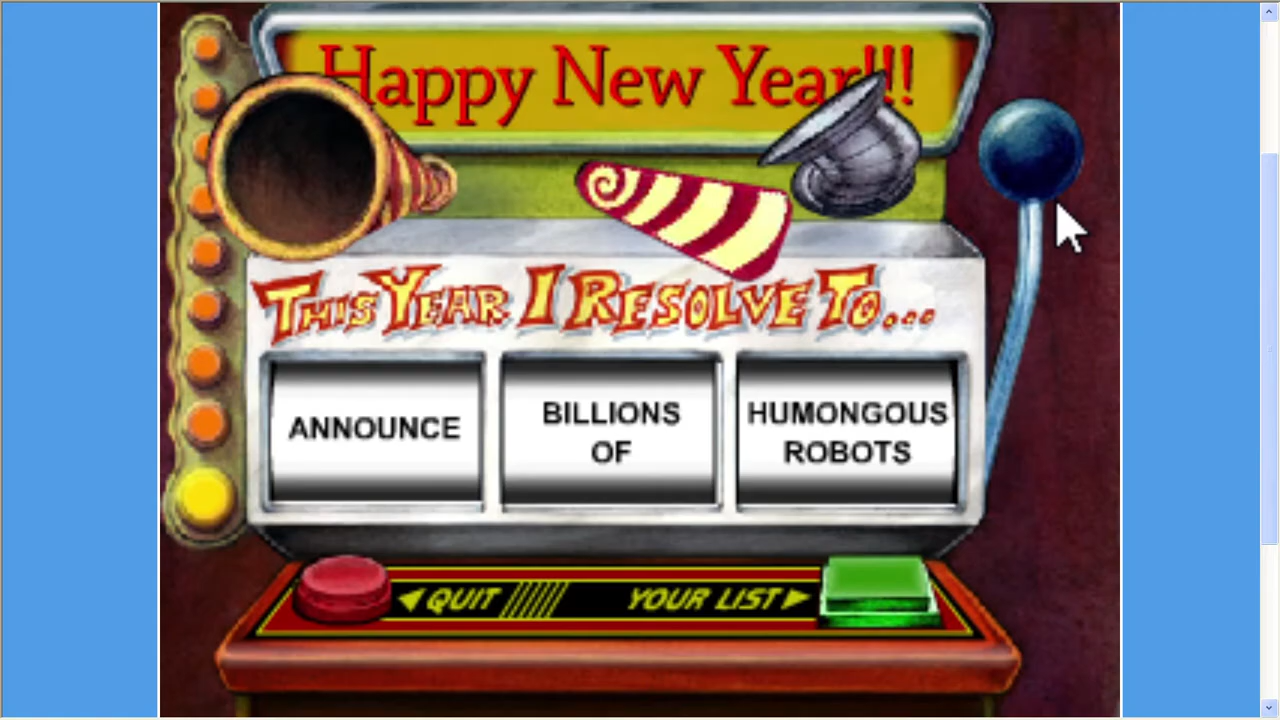 Happy New Year!!!
THIS YEAR I RESOLVE TO...
ANNOUNCE
BILLIONS
OF
HUMONGOUS
ROBOTS
QUIT
YOUR LIST